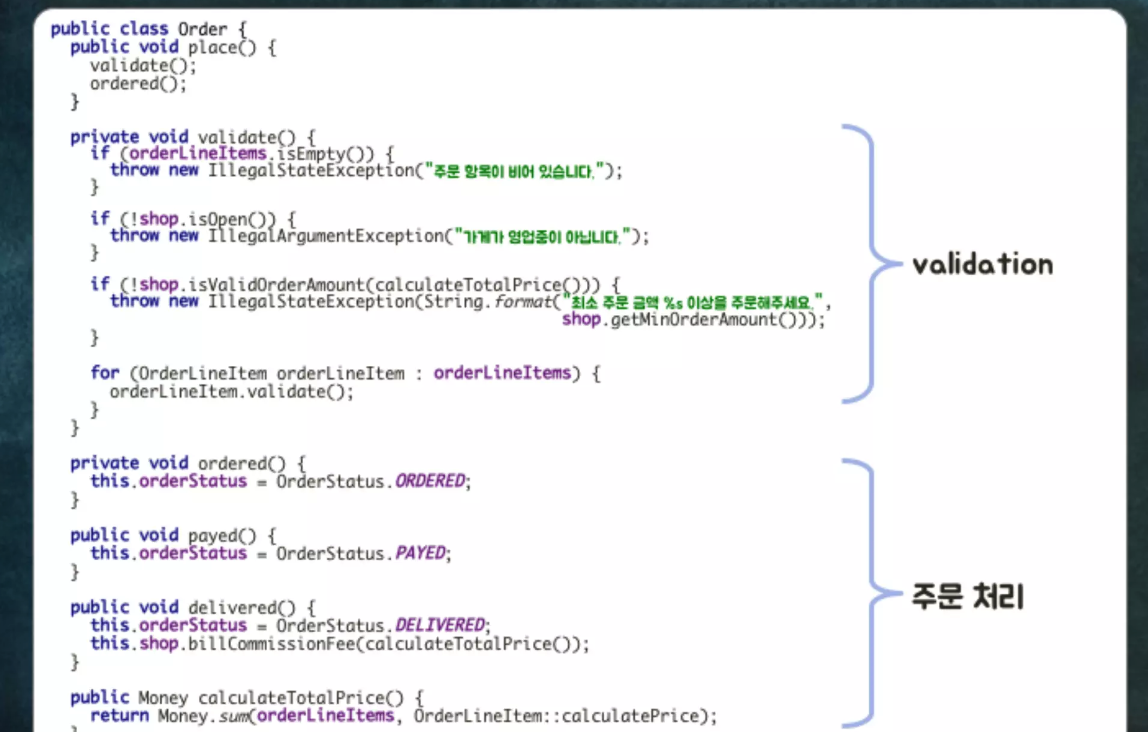 public class Order {
public void place() {
validate();
ordered();
}
private void validate() {
if (orderLineItems.isEmpty()) {
throw new IllegalStateException("주문 항목이 비어 있습니다.");
}
if (!shop.isOpen()) {
throw new IllegalArgumentException("가게가 영업중이 아닙니다.");
}
if (!shop.isValidOrderAmount(calculateTotalPrice())) {
throw new IllegalStateException(String.format("최소 주문 금액 %s 이상을 주문해주세요.",
shop.getMinOrderAmount()));
}
for (OrderLineItem orderLineItem : orderLineItems) {
orderLineItem.validate();
}
}
validation
private void ordered() {
this.orderStatus = OrderStatus.ORDERED;
}
public void payed() {
this.orderStatus = OrderStatus.PAYED;
}
public void delivered() {
this.orderStatus = OrderStatus.DELIVERED;
this.shop.billCommissionFee(calculateTotalPrice());
}
public Money calculateTotalPrice() {
return Money.sum(orderLineItems, OrderLineItem::calculatePrice);
}
주문 처리